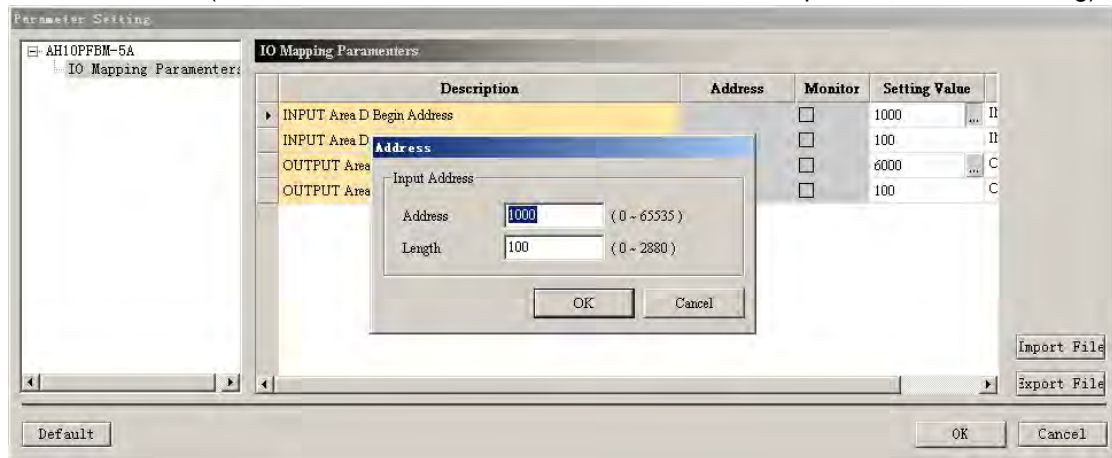 Parameter Setting
AH10PFBM-5A
IO Mapping Paramenters
IO Mapping Paramenters
Description Address Monitor Setting Value
INPUT Area D Begin Address 1000 ...
INPUT Area D 100
OUTPUT Area 6000 ...
OUTPUT Area 100
Address
Input Address
Address 1000 ( 0 ~ 65535 )
Length 100 ( 0 ~ 2880 )
OK Cancel
Import File
Export File
Default OK Cancel